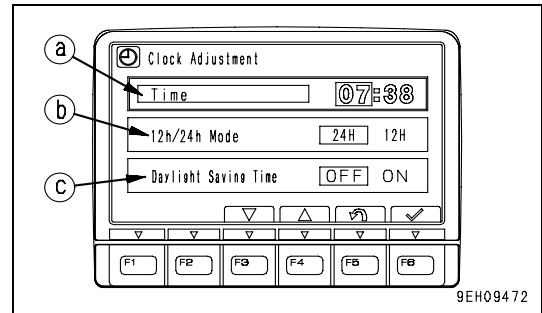 Clock Adjustment
a
Time 07:38
b
12h/24h Mode 24H 12H
c
Daylight Saving Time OFF ON
F1 F2 F3 F4 F5 F6
9EH09472